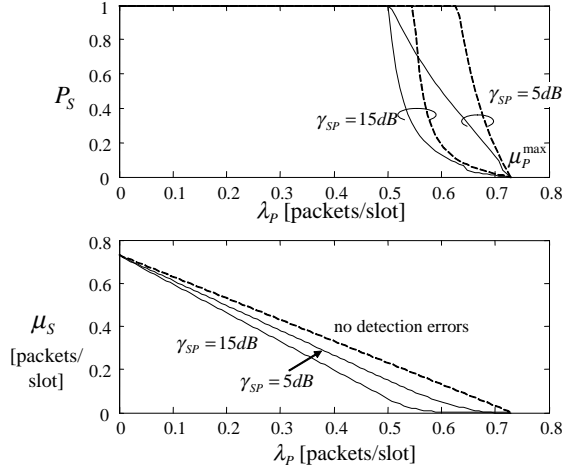 1
0.8
P_S 0.6
0.4
0.2
0
γ_SP = 15dB
γ_SP = 5dB
μ_P^max
0 0.1 0.2 0.3 0.4 0.5 0.6 0.7 0.8
λ_P [packets/slot]
0.8
0.6
μ_S 0.4
[packets/
slot]
0.2
0
no detection errors
γ_SP = 15dB
γ_SP = 5dB
0 0.1 0.2 0.3 0.4 0.5 0.6 0.7 0.8
λ_P [packets/slot]